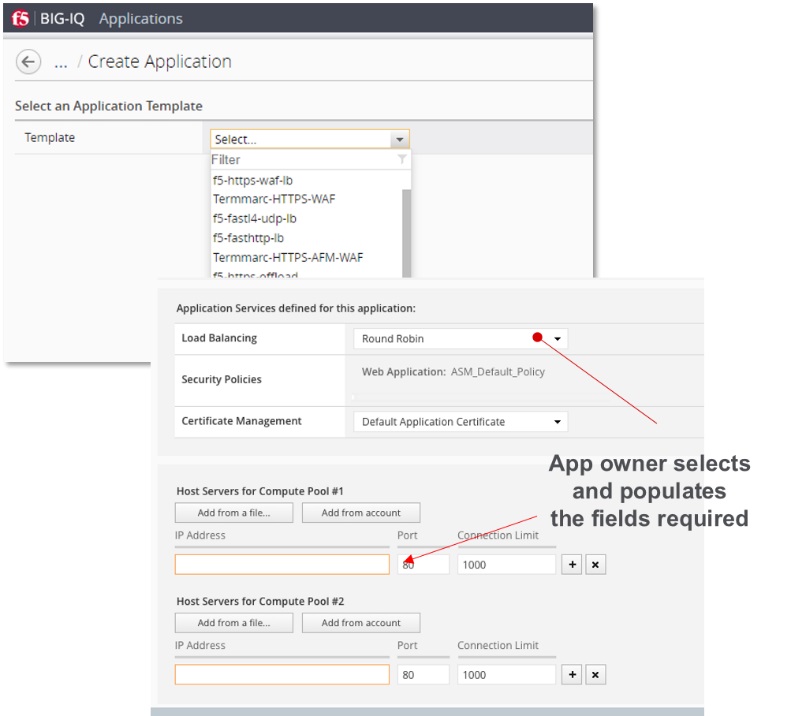 f5 BIG-IQ Applications
... / Create Application
Select an Application Template
Template Select...
Filter
f5-https-waf-lb
Termmarc-HTTPS-WAF
f5-fastl4-udp-lb
f5-fasthttp-lb
Termmarc-HTTPS-AFM-WAF
f5-https-offload
Application Services defined for this application:
Load Balancing Round Robin
Security Policies Web Application: ASM_Default_Policy
Certificate Management Default Application Certificate
App owner selects
and populates
the fields required
Host Servers for Compute Pool #1
Add from a file... Add from account
IP Address Port Connection Limit
80 1000 + x
Host Servers for Compute Pool #2
Add from a file... Add from account
IP Address Port Connection Limit
80 1000 + x